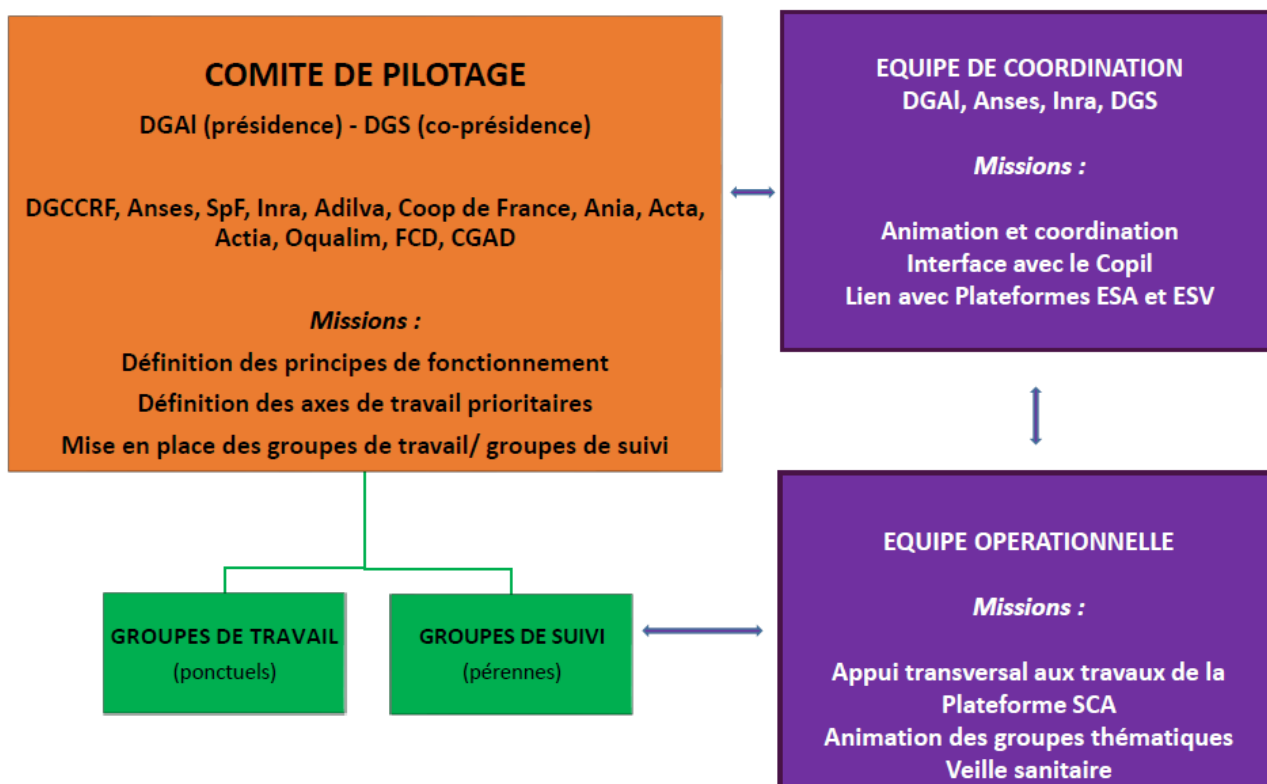 COMITE DE PILOTAGE
DGAl (présidence) - DGS (co-présidence)
DGCCRF, Anses, SpF, Inra, Adilva, Coop de France, Ania, Acta,
Actia, Oqualim, FCD, CGAD
Missions :
Définition des principes de fonctionnement
Définition des axes de travail prioritaires
Mise en place des groupes de travail/ groupes de suivi
EQUIPE DE COORDINATION
DGAl, Anses, Inra, DGS
Missions :
Animation et coordination
Interface avec le Copil
Lien avec Plateformes ESA et ESV
GROUPES DE TRAVAIL
(ponctuels)
GROUPES DE SUIVI
(pérennes)
EQUIPE OPERATIONNELLE
Missions :
Appui transversal aux travaux de la
Plateforme SCA
Animation des groupes thématiques
Veille sanitaire